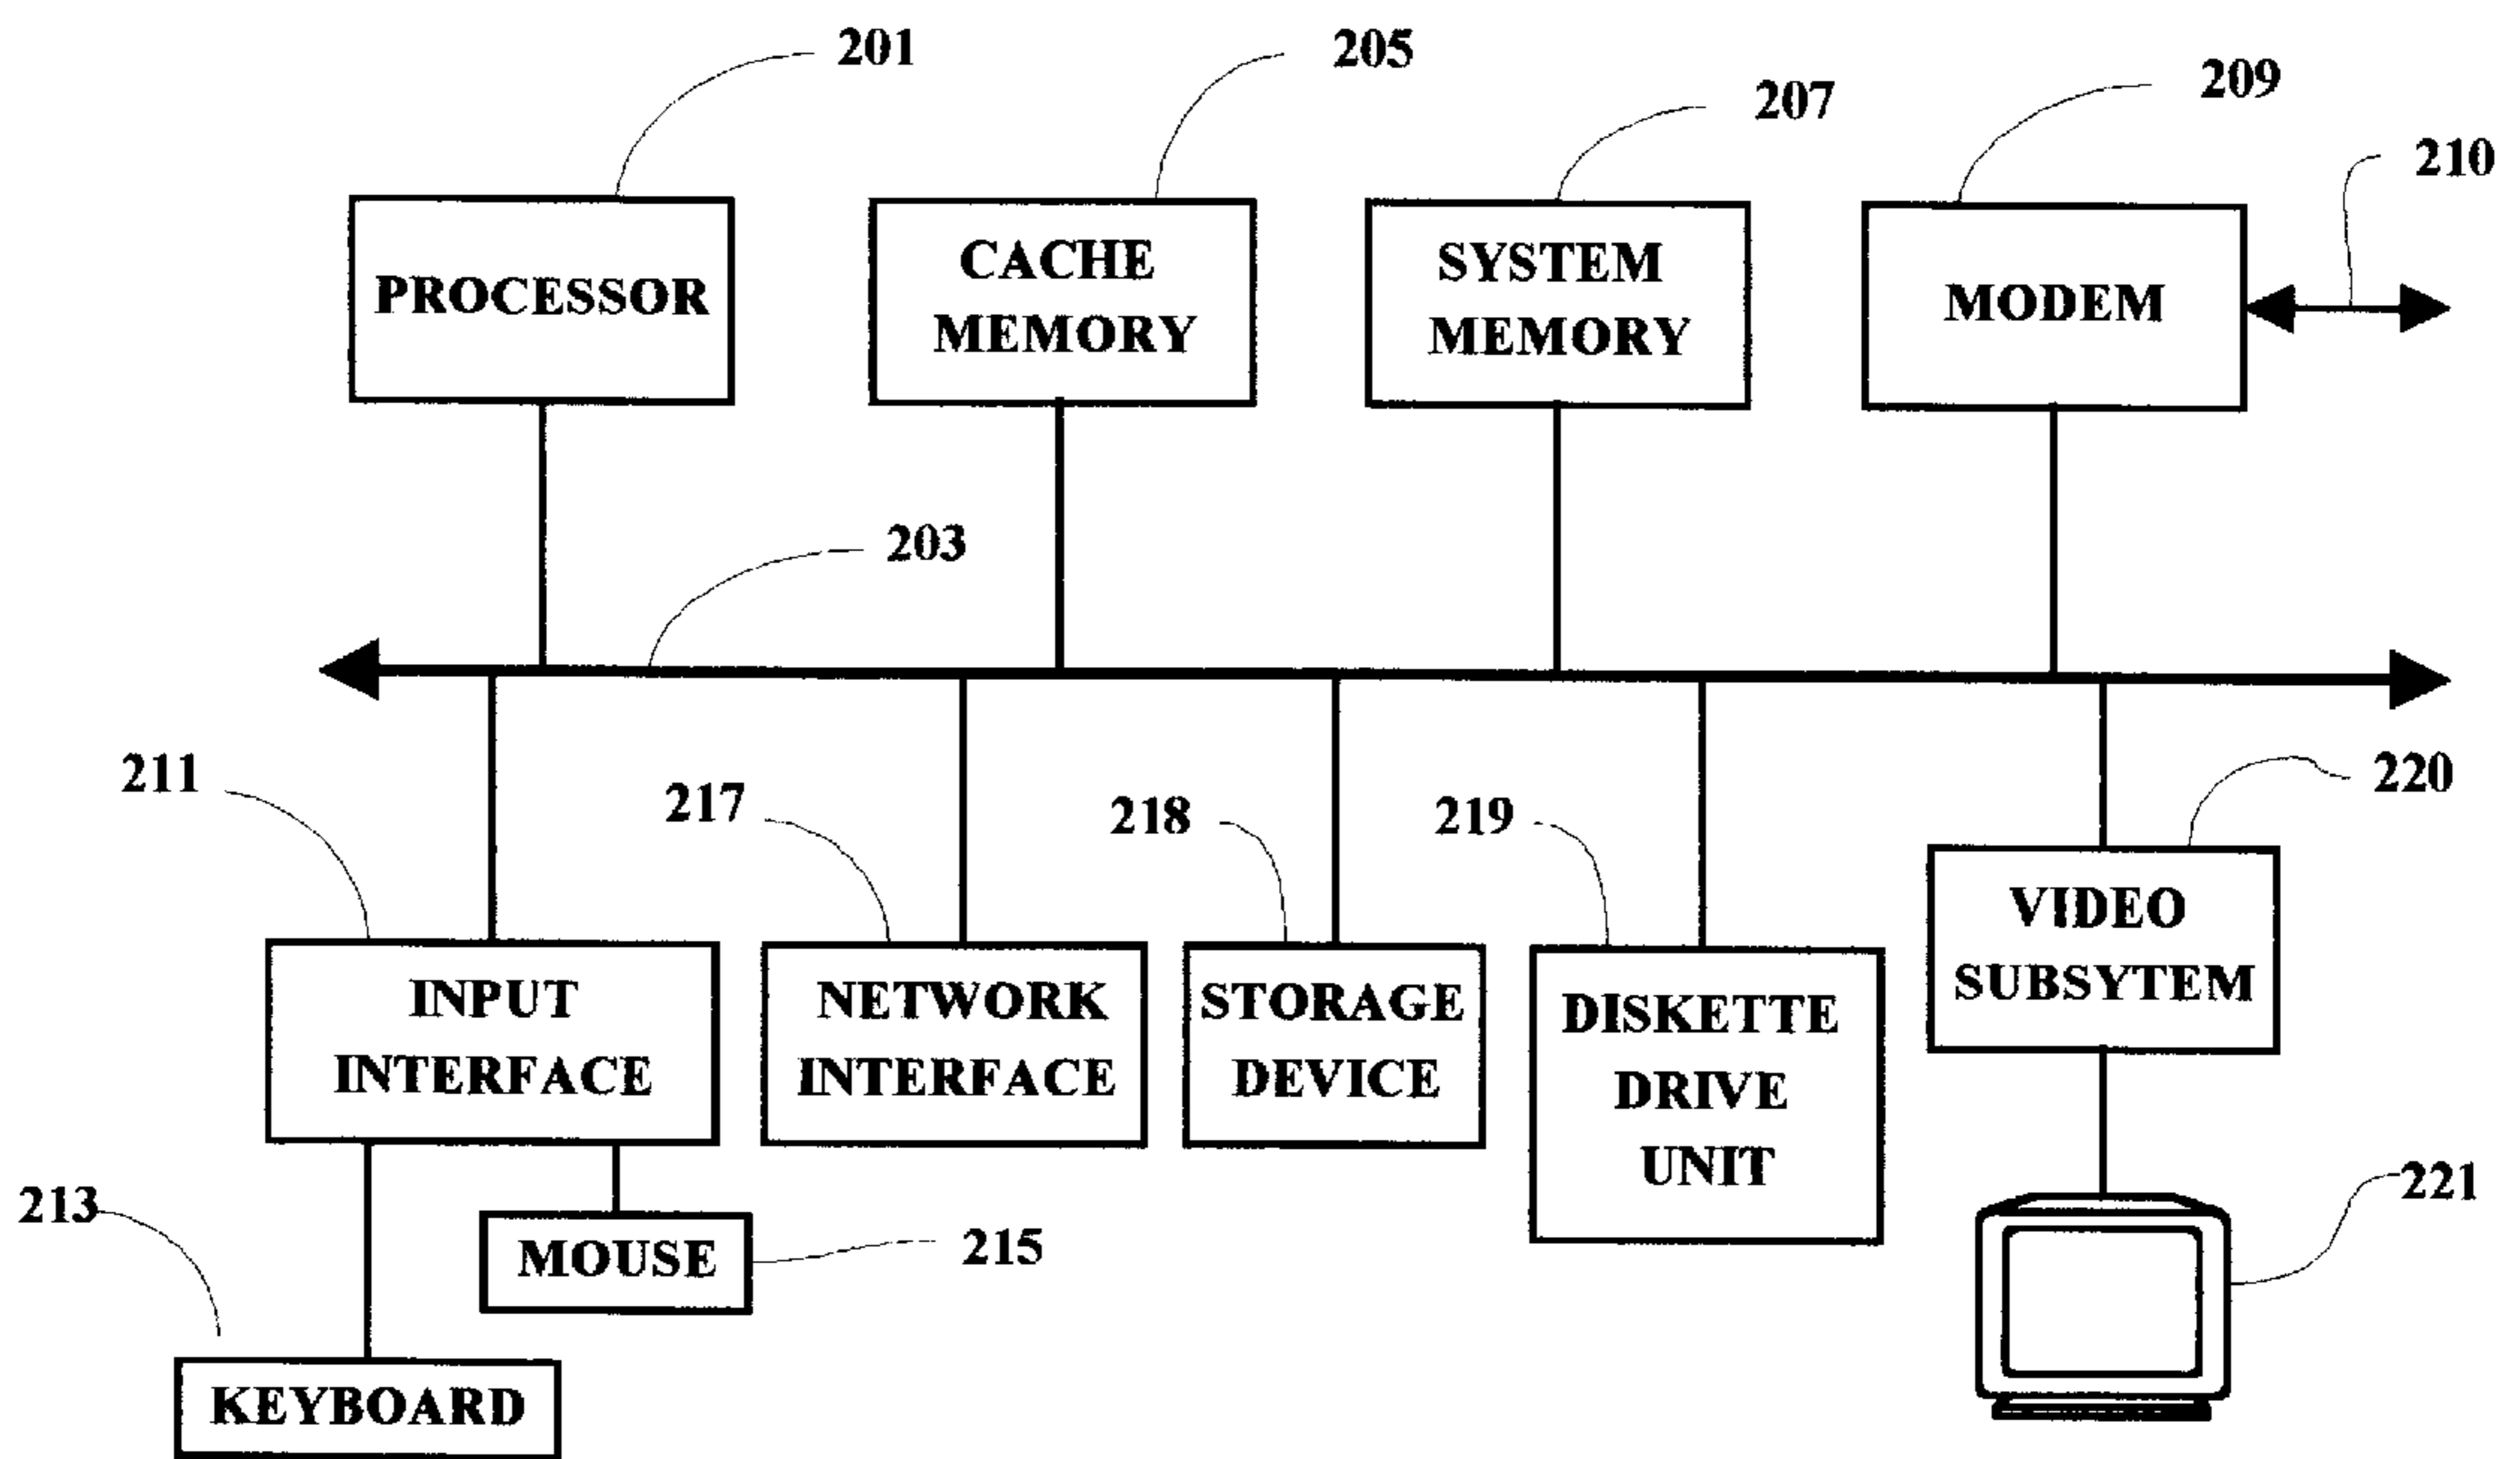 201
205
207
209
210
PROCESSOR
CACHE
MEMORY
SYSTEM
MEMORY
MODEM
203
211
217
218
219
220
INPUT
INTERFACE
NETWORK
INTERFACE
STORAGE
DEVICE
DISKETTE
DRIVE
UNIT
VIDEO
SUBSYTEM
213
MOUSE
215
221
KEYBOARD